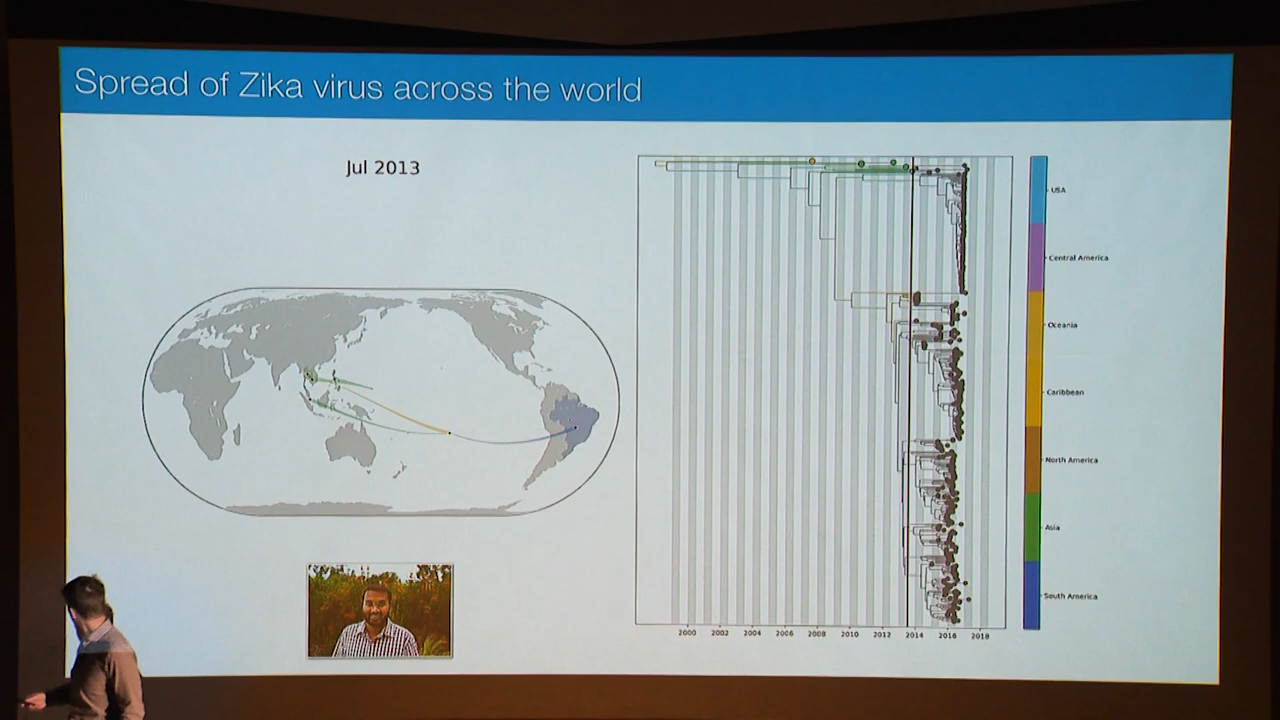 Spread of Zika virus across the world
Jul 2013
USA
Central America
Oceania
Caribbean
North America
Asia
South America
2000 2002 2004 2006 2008 2010 2012 2014 2016 2018